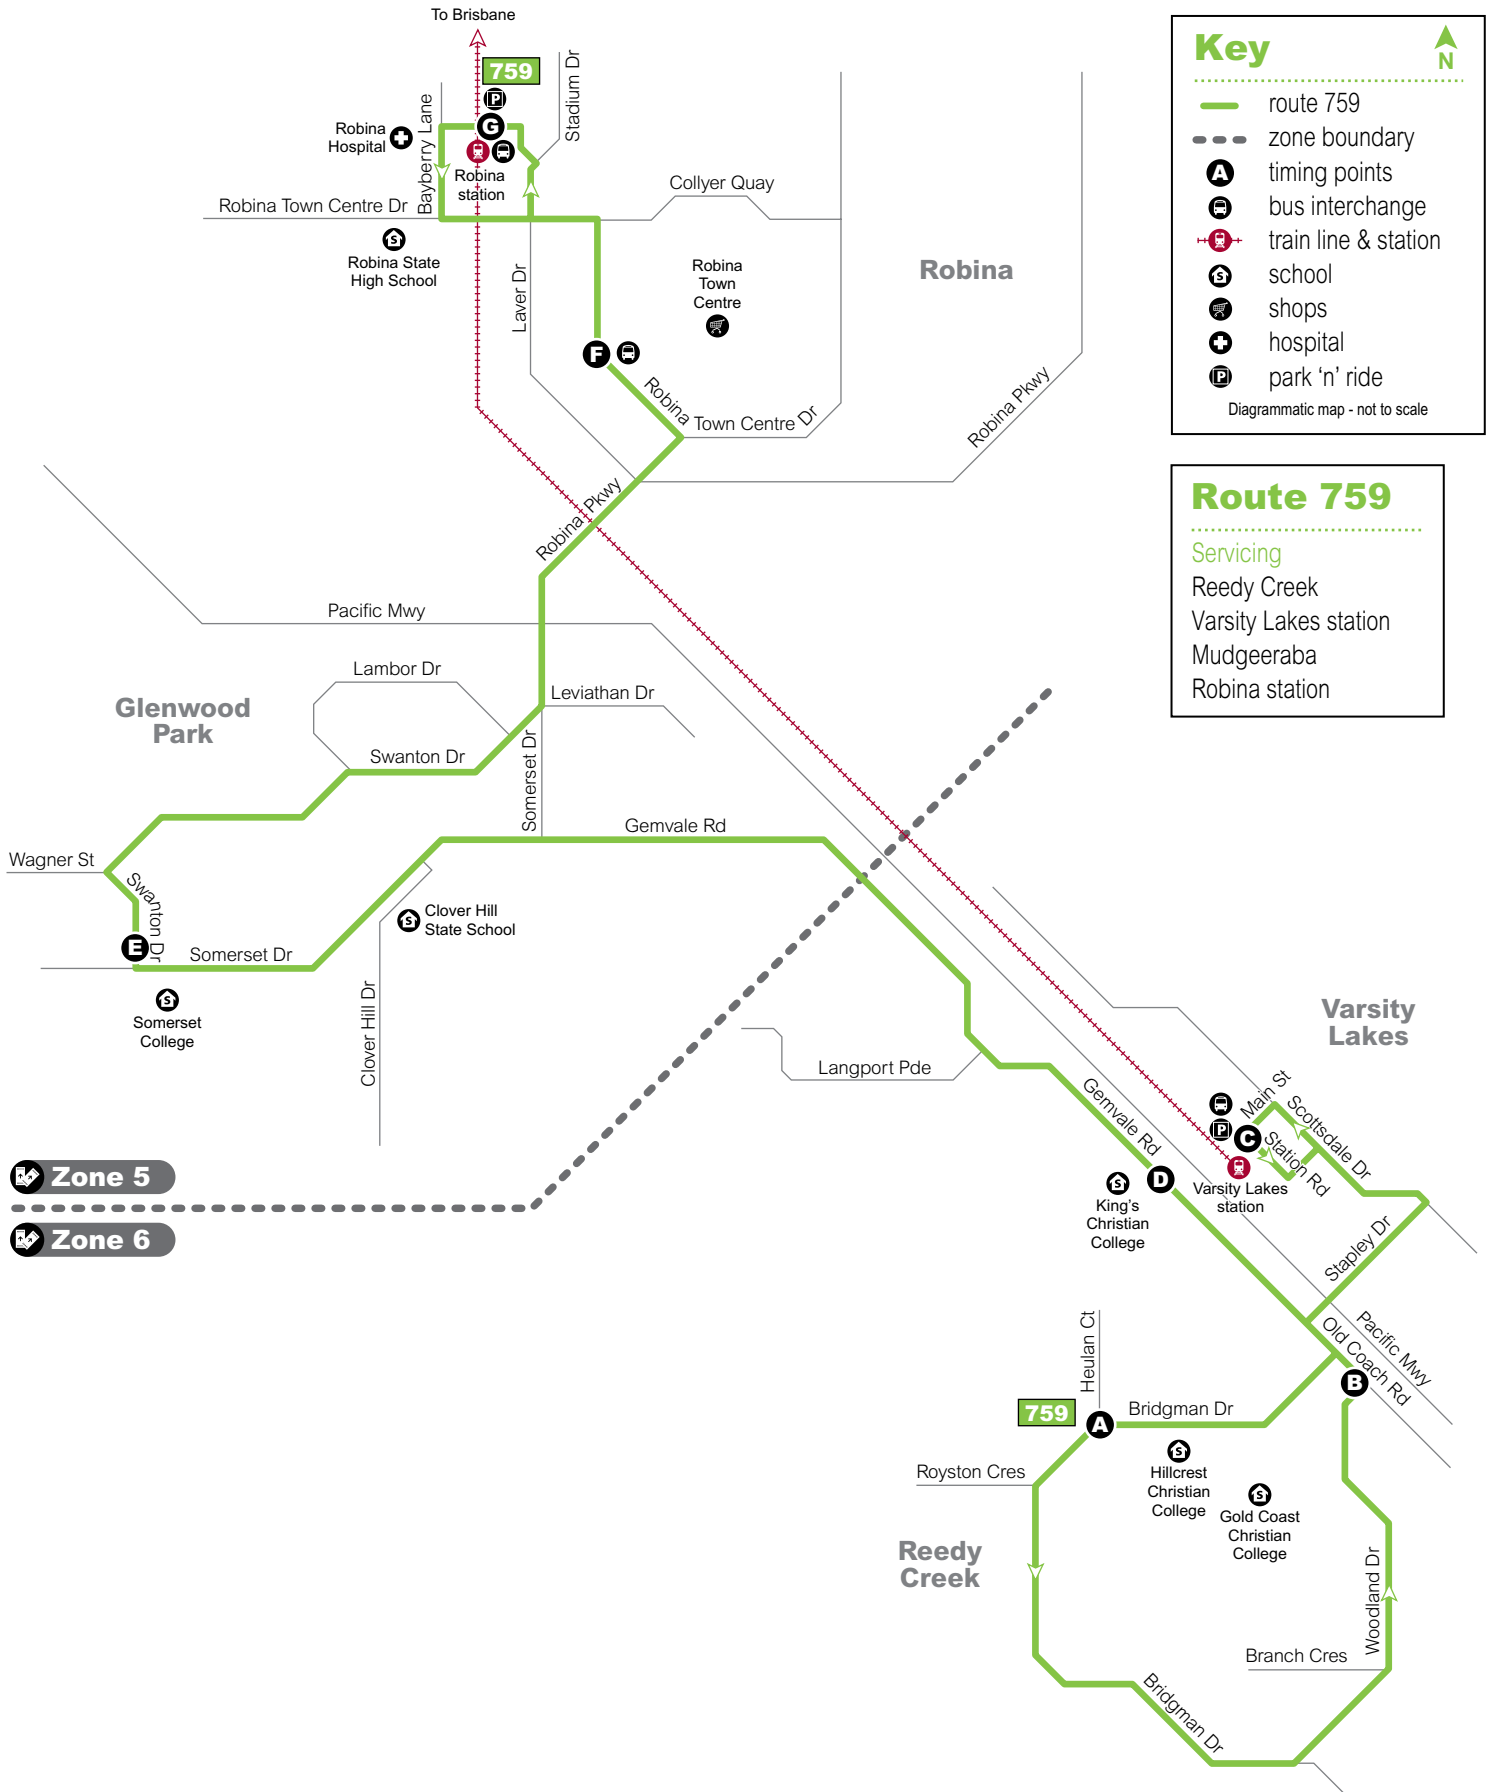 To Brisbane
759
P
Stadium Dr
Bayberry Lane
Robina
Hospital
G
Robina
station
Collyer Quay
Robina Town Centre Dr
S
Robina State
High School
Laver Dr
Robina
Town
Centre
Robina
F
Robina
Town Centre Dr
Robina Pkwy
Robina Pkwy
Pacific Mwy
Lambor Dr
Leviathan Dr
Glenwood
Park
Swanton Dr
Somerset Dr
Gemvale Rd
Wagner St
Swanton Dr
S
Clover Hill
State School
E
Somerset Dr
S
Somerset
College
Clover Hill Dr
Langport Pde
Varsity
Lakes
Main St
Scottsdale Dr
P
C
Station Rd
Gemvale Rd
D
Varsity Lakes
station
S
King's
Christian
College
Zone 5
Zone 6
Stapley Dr
Pacific Mwy
Old Coach Rd
Heulan Ct
B
759
A
Bridgman Dr
Royston Cres
S
Hillcrest
Christian
College
S
Gold Coast
Christian
College
Reedy
Creek
Woodland Dr
Branch Cres
Bridgman Dr
Key
N
route 759
zone boundary
A
timing points
bus interchange
train line & station
S
school
shops
hospital
P
park ‘n’ ride
Diagrammatic map - not to scale
Route 759
Servicing
Reedy Creek
Varsity Lakes station
Mudgeeraba
Robina station